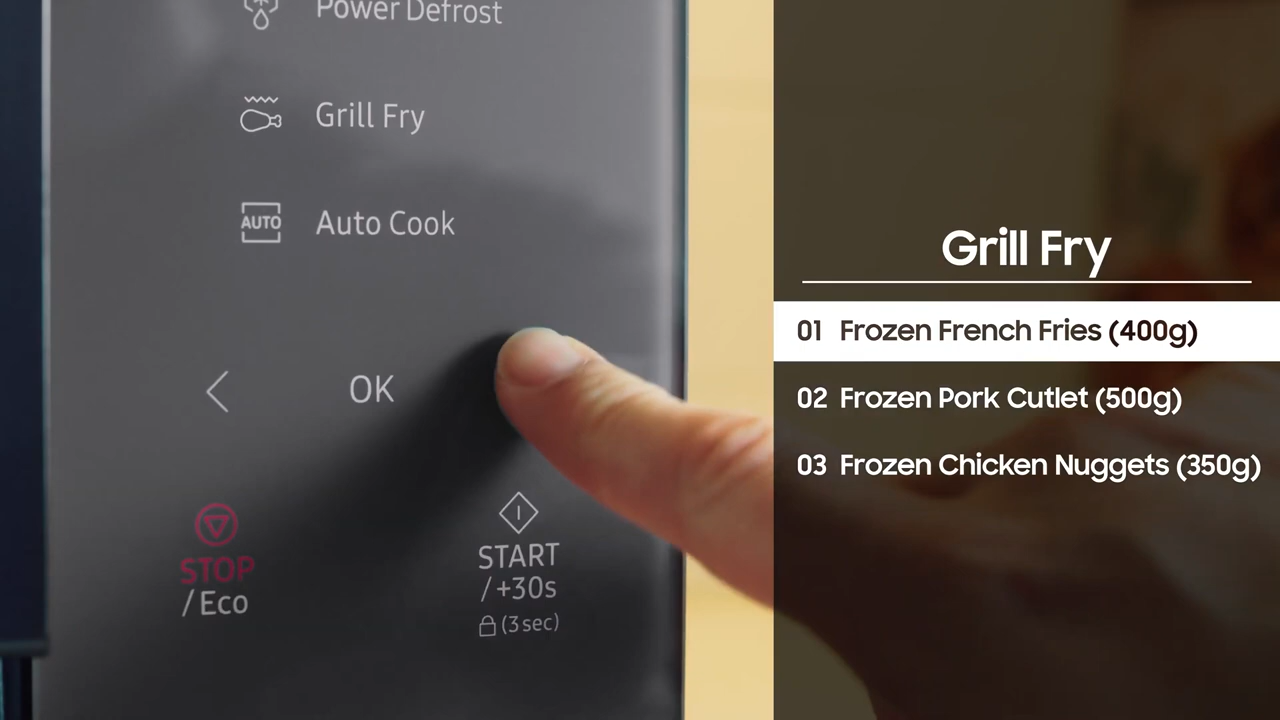 Power Defrost
Grill Fry
AUTO Auto Cook
OK
STOP
/Eco
START
/+30s
(3 sec)
Grill Fry
01 Frozen French Fries (400g)
02 Frozen Pork Cutlet (500g)
03 Frozen Chicken Nuggets (350g)